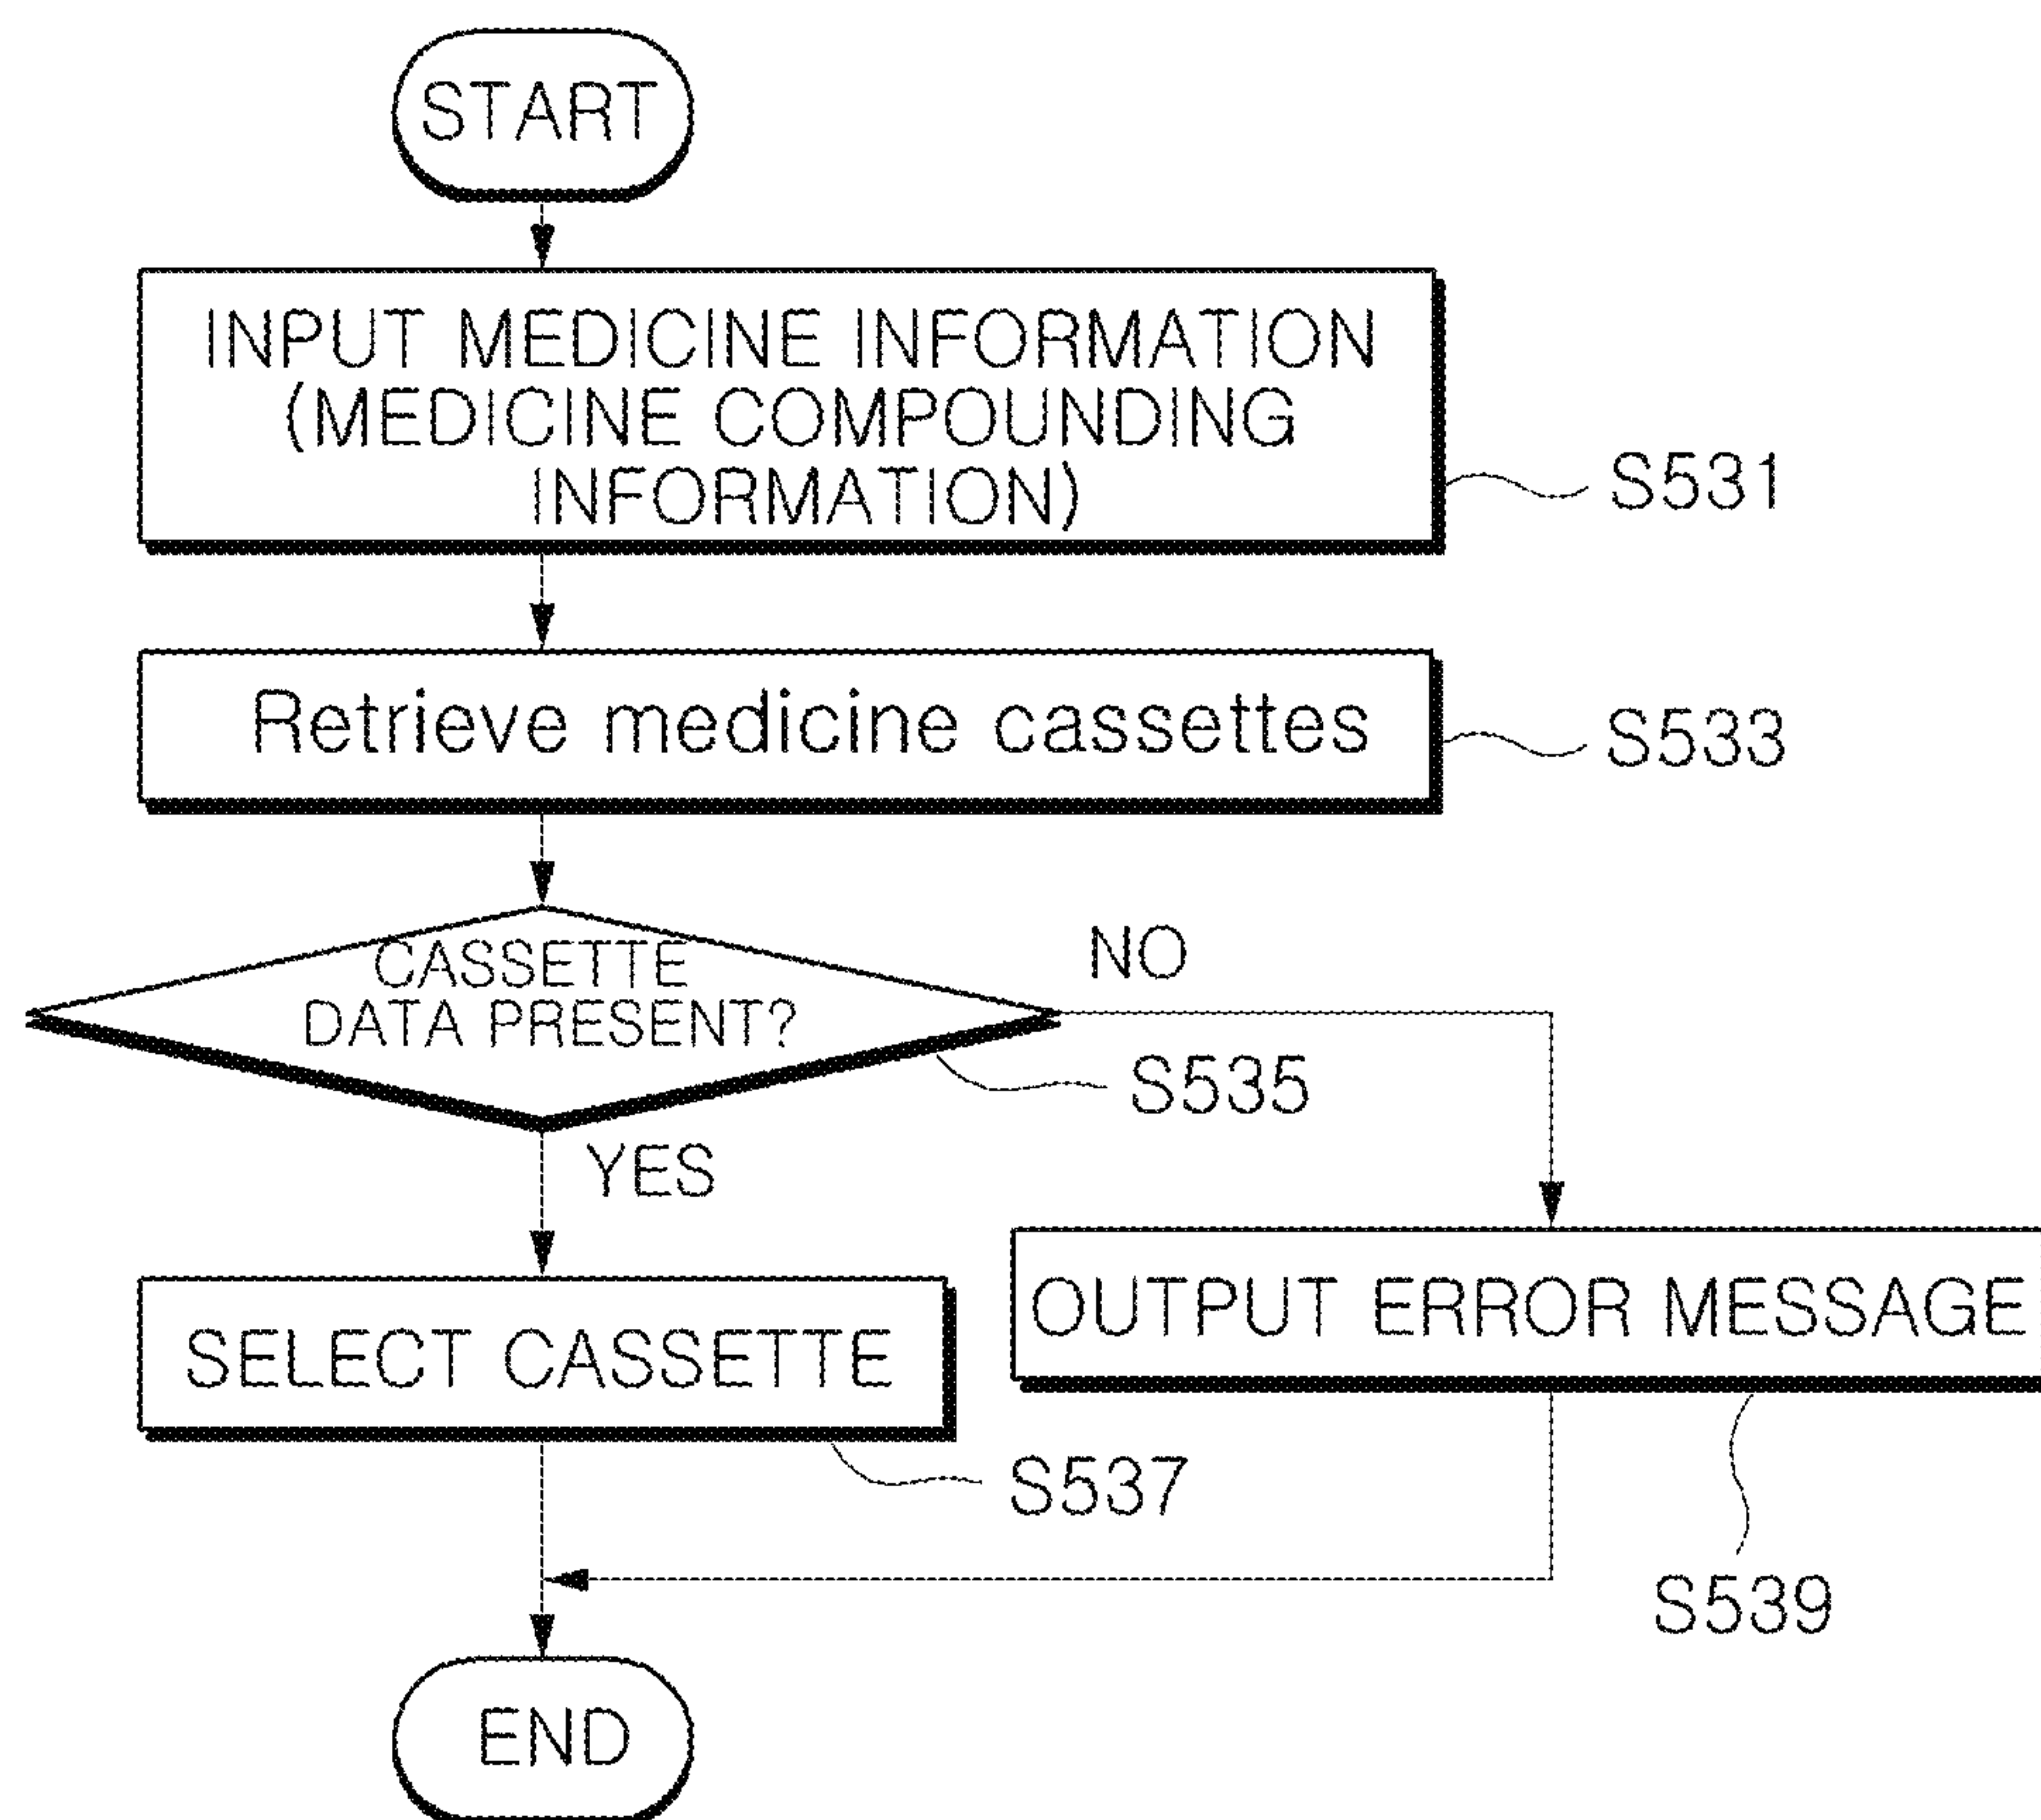 START
INPUT MEDICINE INFORMATION
(MEDICINE COMPOUNDING
INFORMATION)
S531
Retrieve medicine cassettes
S533
CASSETTE
DATA PRESENT?
NO
S535
YES
SELECT CASSETTE
S537
OUTPUT ERROR MESSAGE
S539
END